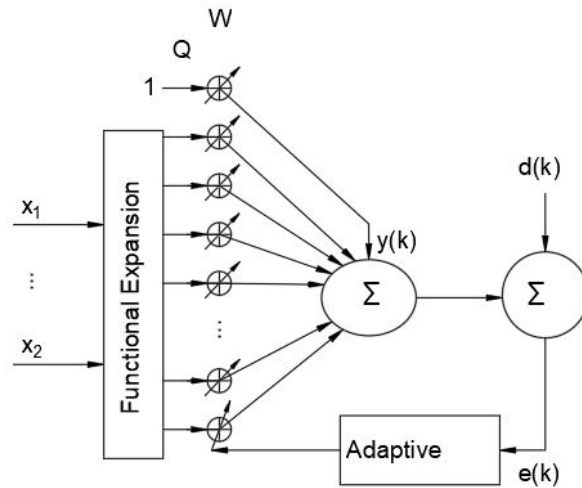 W
Q
1
d(k)
x1
y(k)
Functional Expansion
Σ
Σ
...
...
x2
Adaptive
e(k)